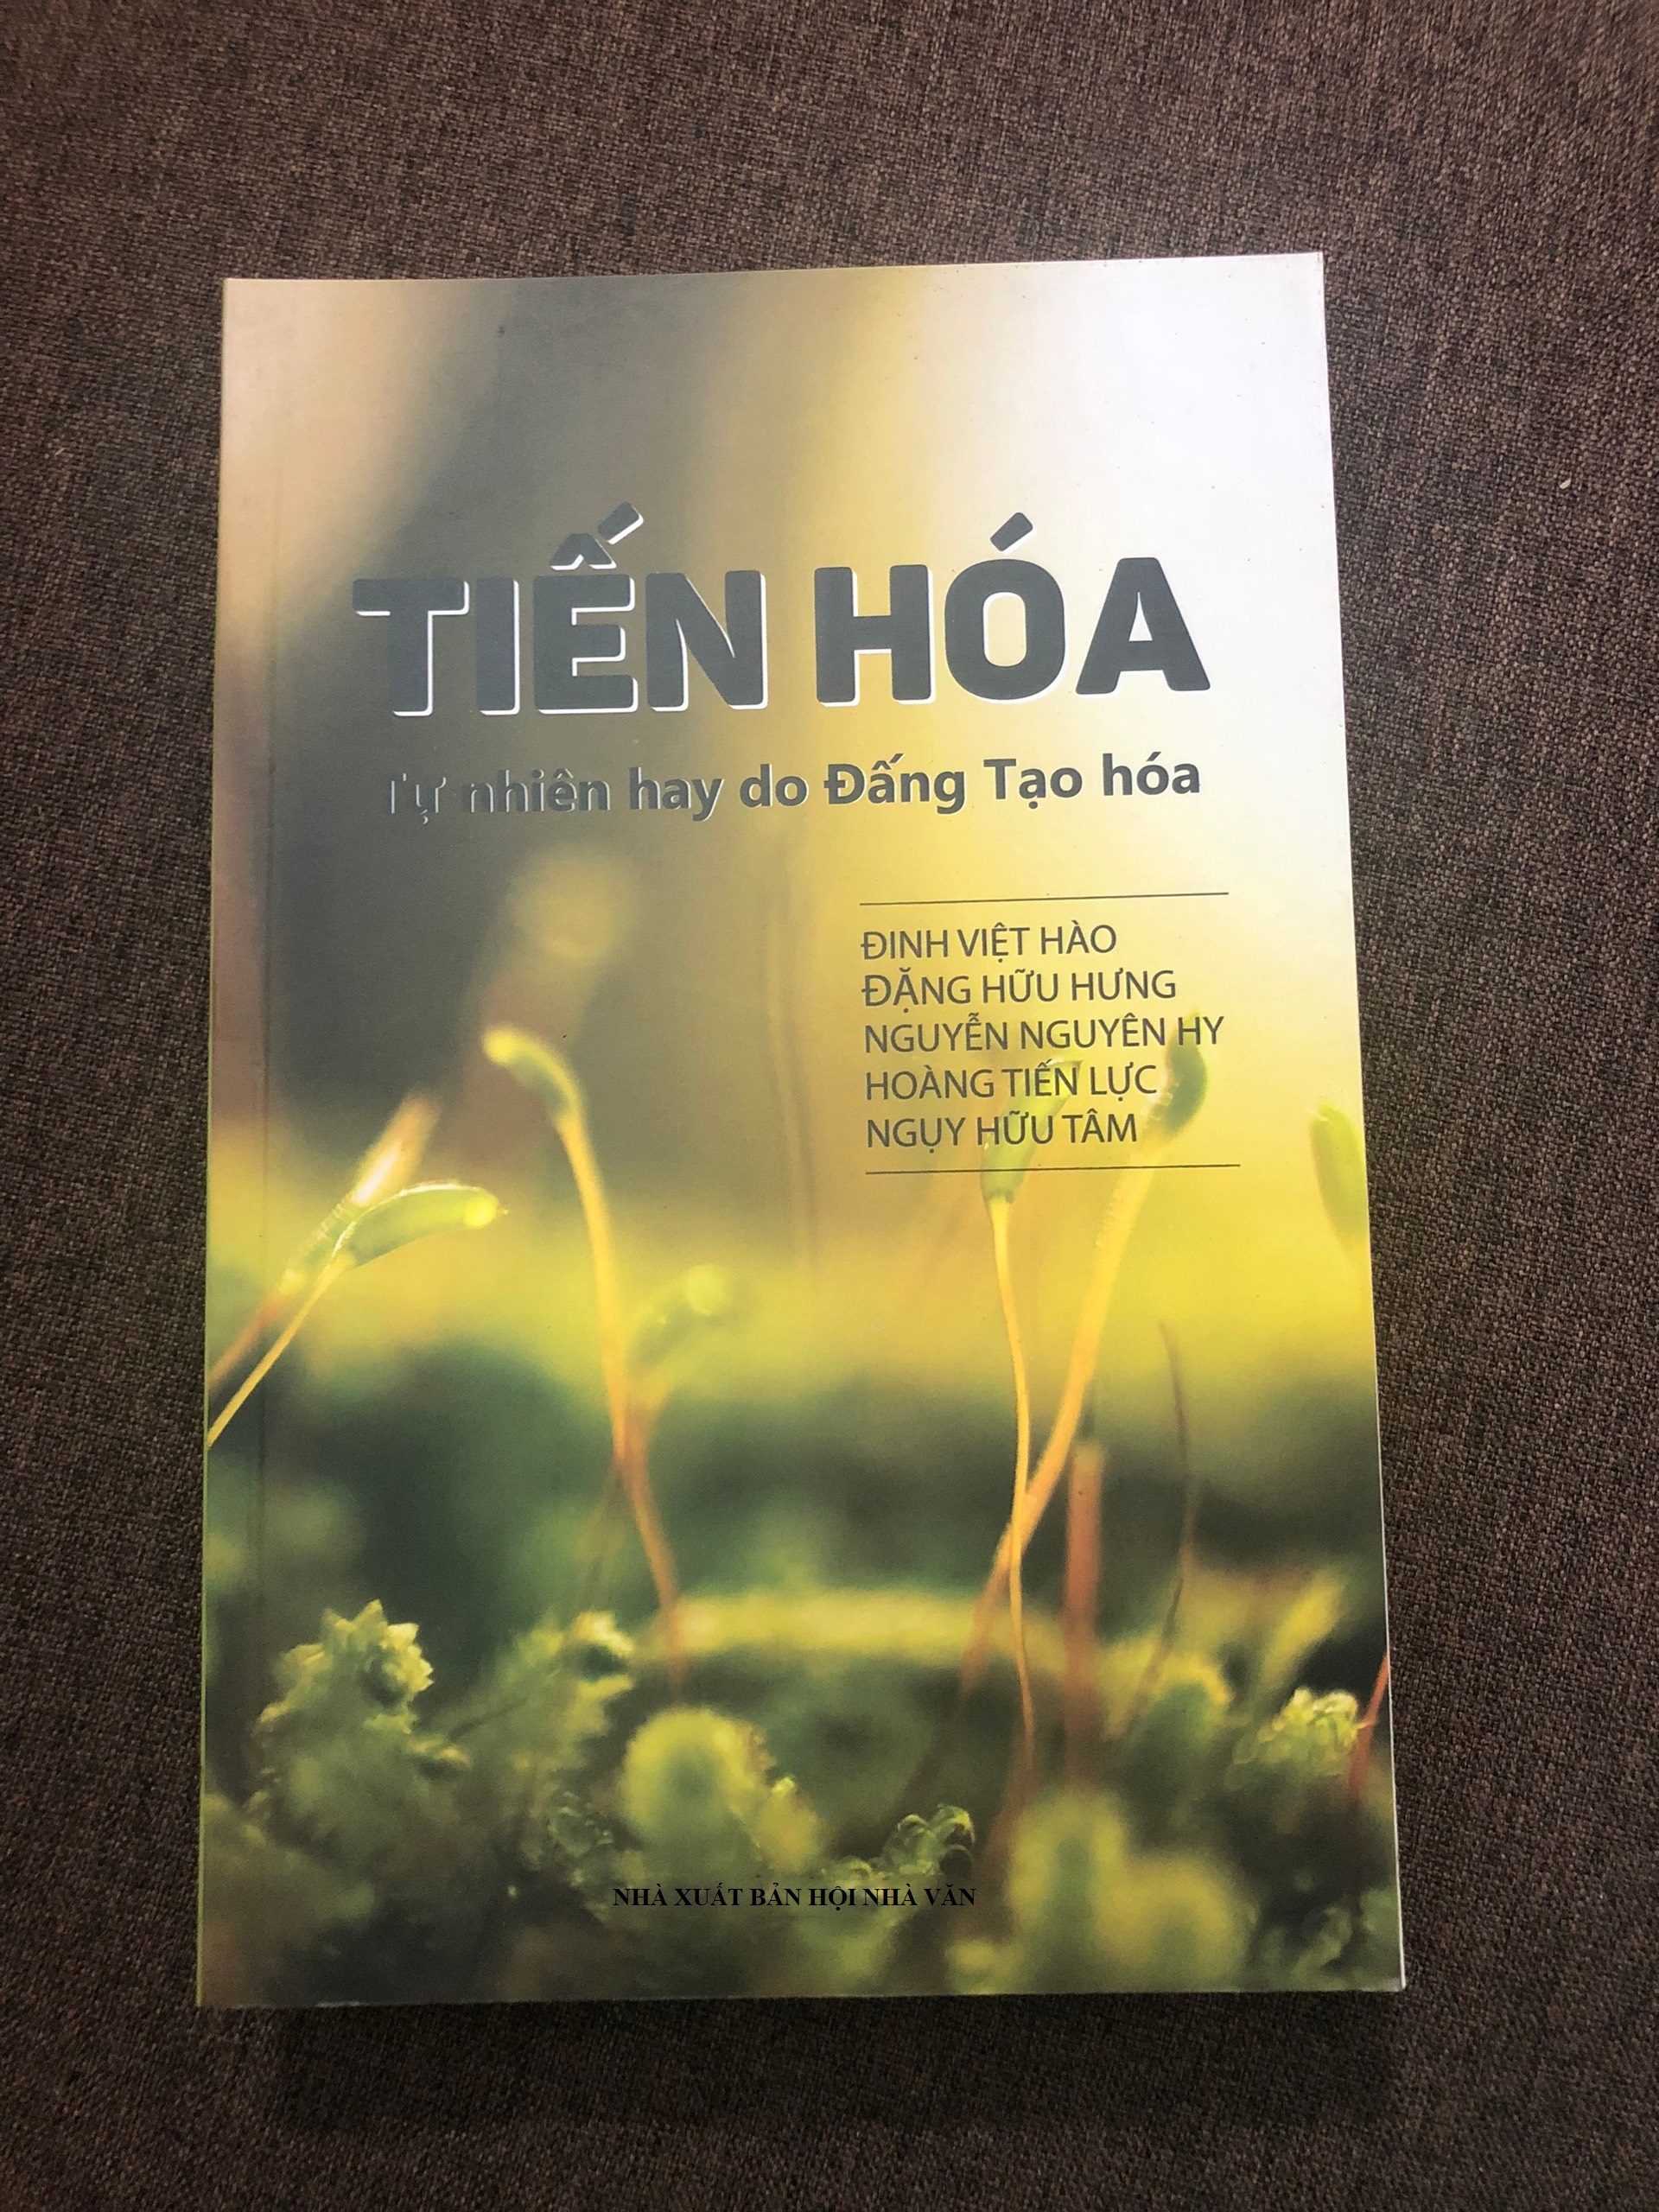 TIẾN HÓA
Tự nhiên hay do Đấng Tạo hóa
ĐINH VIỆT HÀO
ĐẶNG HỮU HƯNG
NGUYỄN NGUYÊN HY
HOÀNG TIẾN LỰC
NGỤY HỮU TÂM
NHÀ XUẤT BẢN HỘI NHÀ VĂN